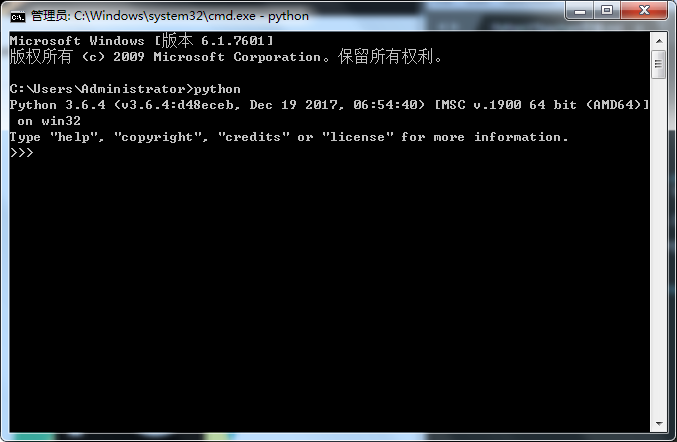 管理员: C:\Windows\system32\cmd.exe - python
Microsoft Windows [版本 6.1.7601]
版权所有 (c) 2009 Microsoft Corporation。保留所有权利。
C:\Users\Administrator>python
Python 3.6.4 (v3.6.4:d48eceb, Dec 19 2017, 06:54:40) [MSC v.1900 64 bit (AMD64)]
 on win32
Type "help", "copyright", "credits" or "license" for more information.
>>>